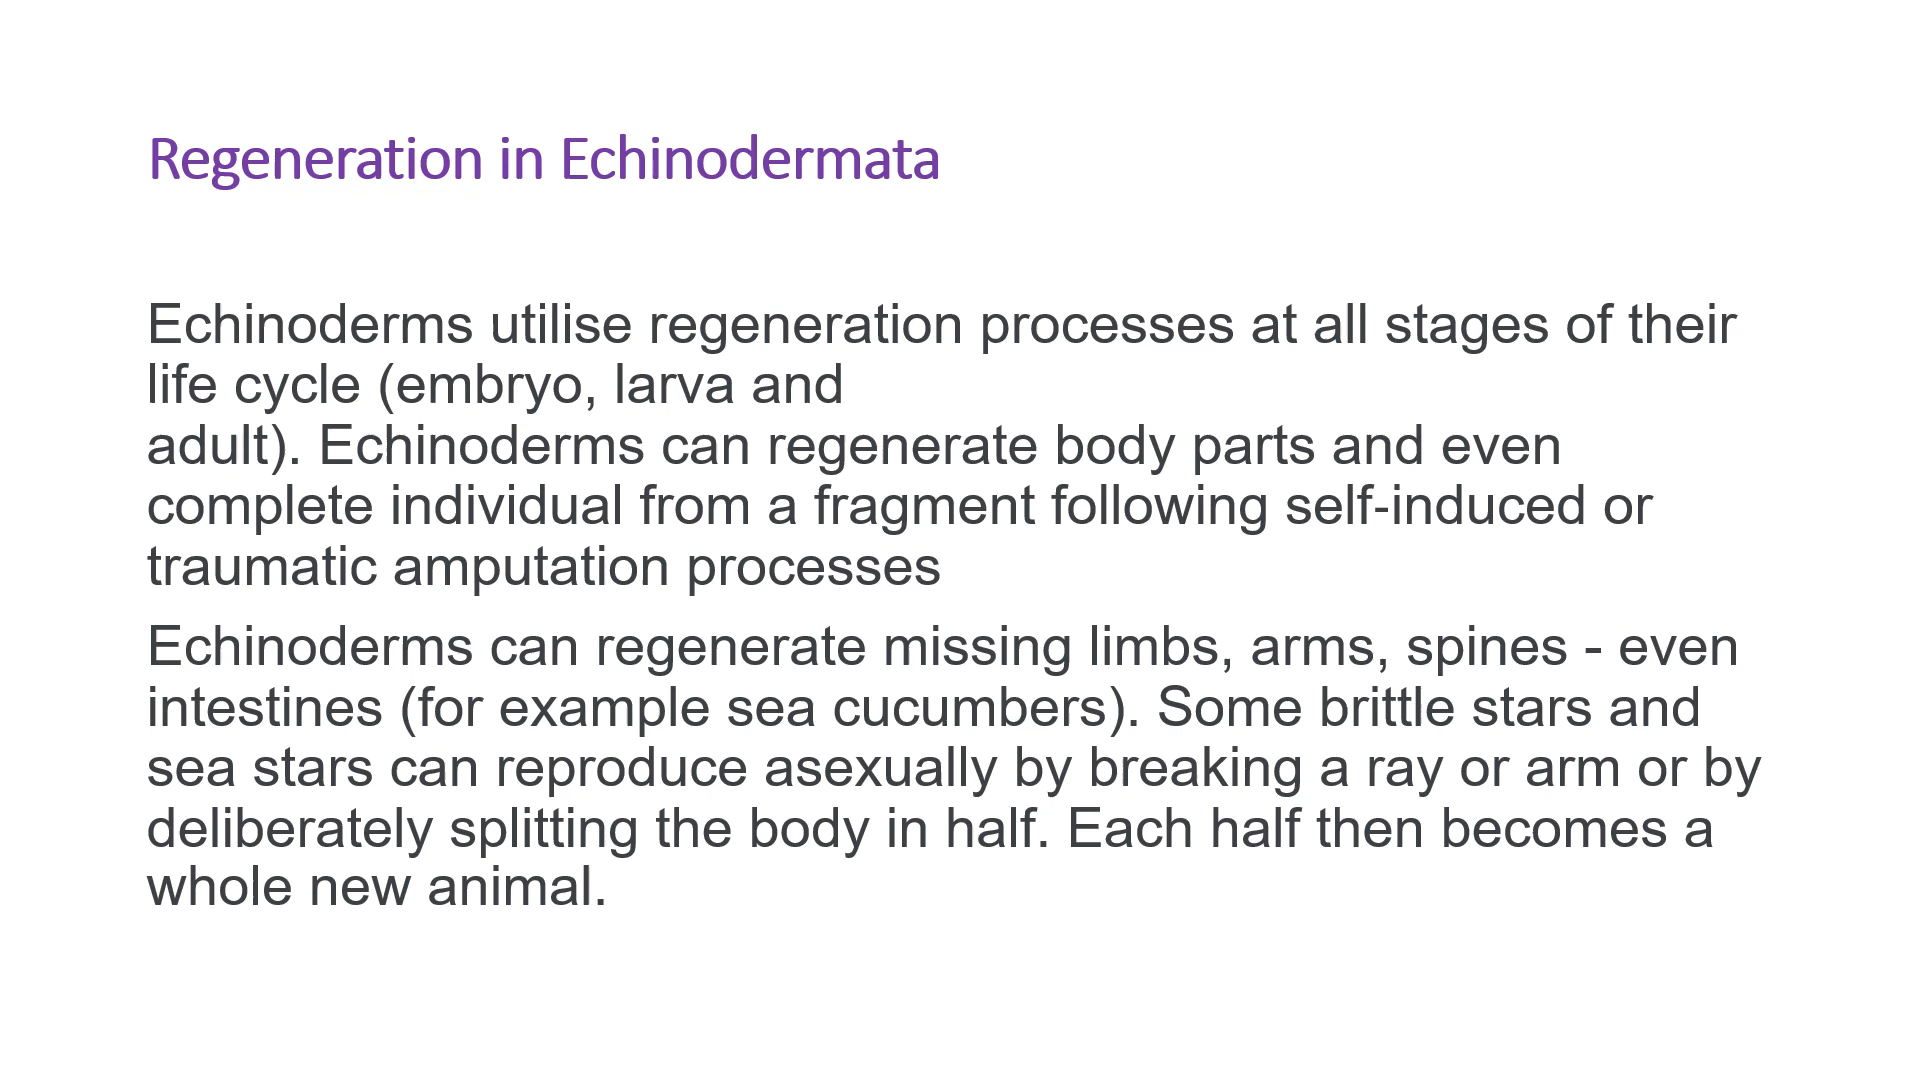 Regeneration in Echinodermata
Echinoderms utilise regeneration processes at all stages of their
life cycle (embryo, larva and
adult). Echinoderms can regenerate body parts and even
complete individual from a fragment following self-induced or
traumatic amputation processes
Echinoderms can regenerate missing limbs, arms, spines - even
intestines (for example sea cucumbers). Some brittle stars and
sea stars can reproduce asexually by breaking a ray or arm or by
deliberately splitting the body in half. Each half then becomes a
whole new animal.